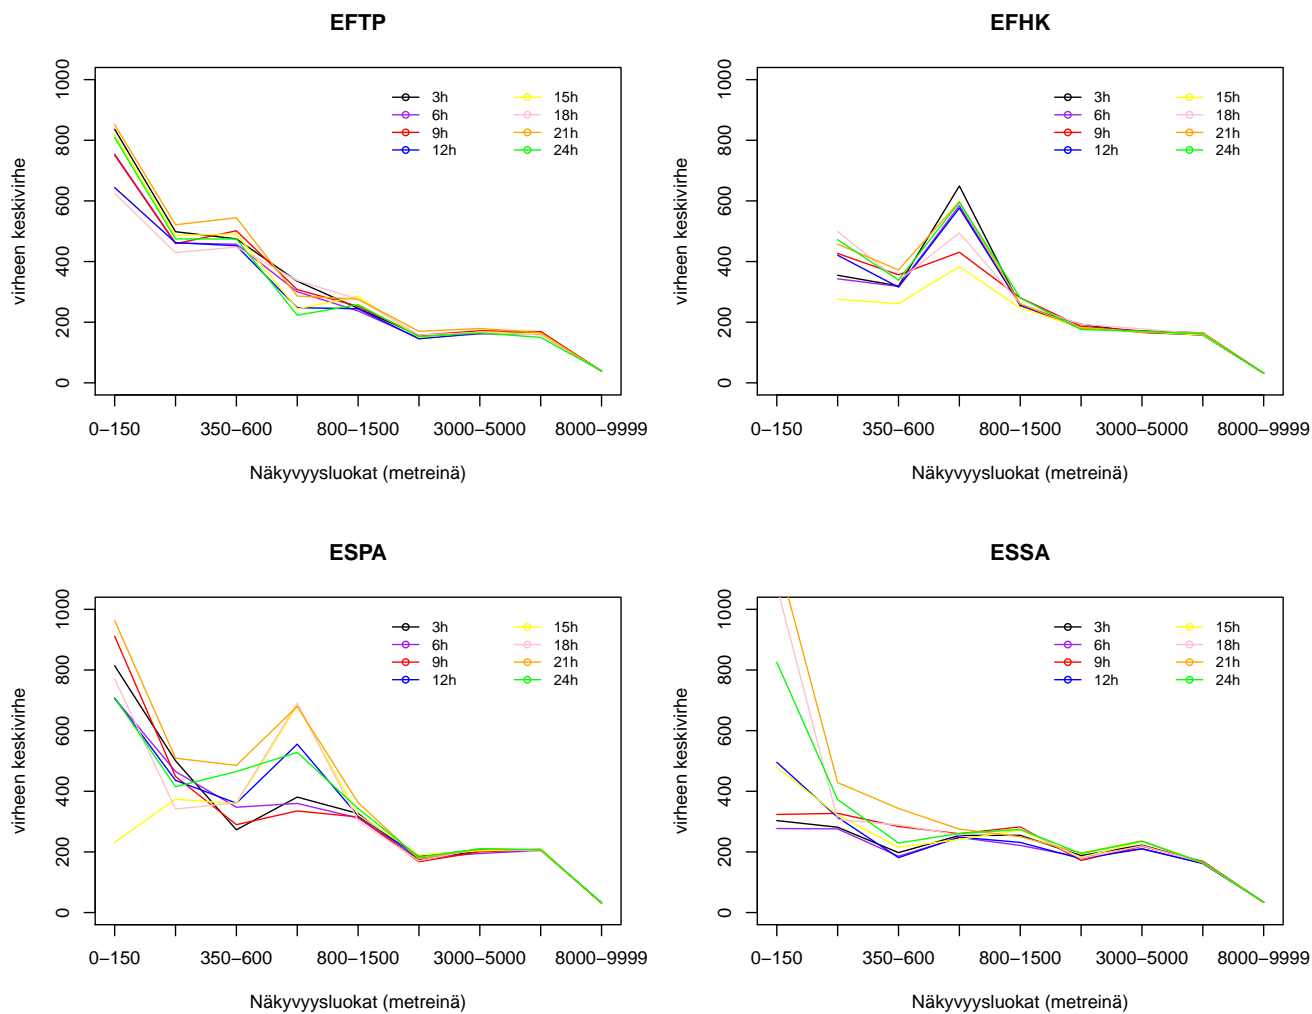 EFTP
virheen keskivirhe
1000
800
600
400
200
0
3h
6h
9h
12h
15h
18h
21h
24h
0−150
350−600
800−1500
3000−5000
8000−9999
Näkyvyysluokat (metreinä)
EFHK
virheen keskivirhe
1000
800
600
400
200
0
3h
6h
9h
12h
15h
18h
21h
24h
0−150
350−600
800−1500
3000−5000
8000−9999
Näkyvyysluokat (metreinä)
ESPA
virheen keskivirhe
1000
800
600
400
200
0
3h
6h
9h
12h
15h
18h
21h
24h
0−150
350−600
800−1500
3000−5000
8000−9999
Näkyvyysluokat (metreinä)
ESSA
virheen keskivirhe
1000
800
600
400
200
0
3h
6h
9h
12h
15h
18h
21h
24h
0−150
350−600
800−1500
3000−5000
8000−9999
Näkyvyysluokat (metreinä)